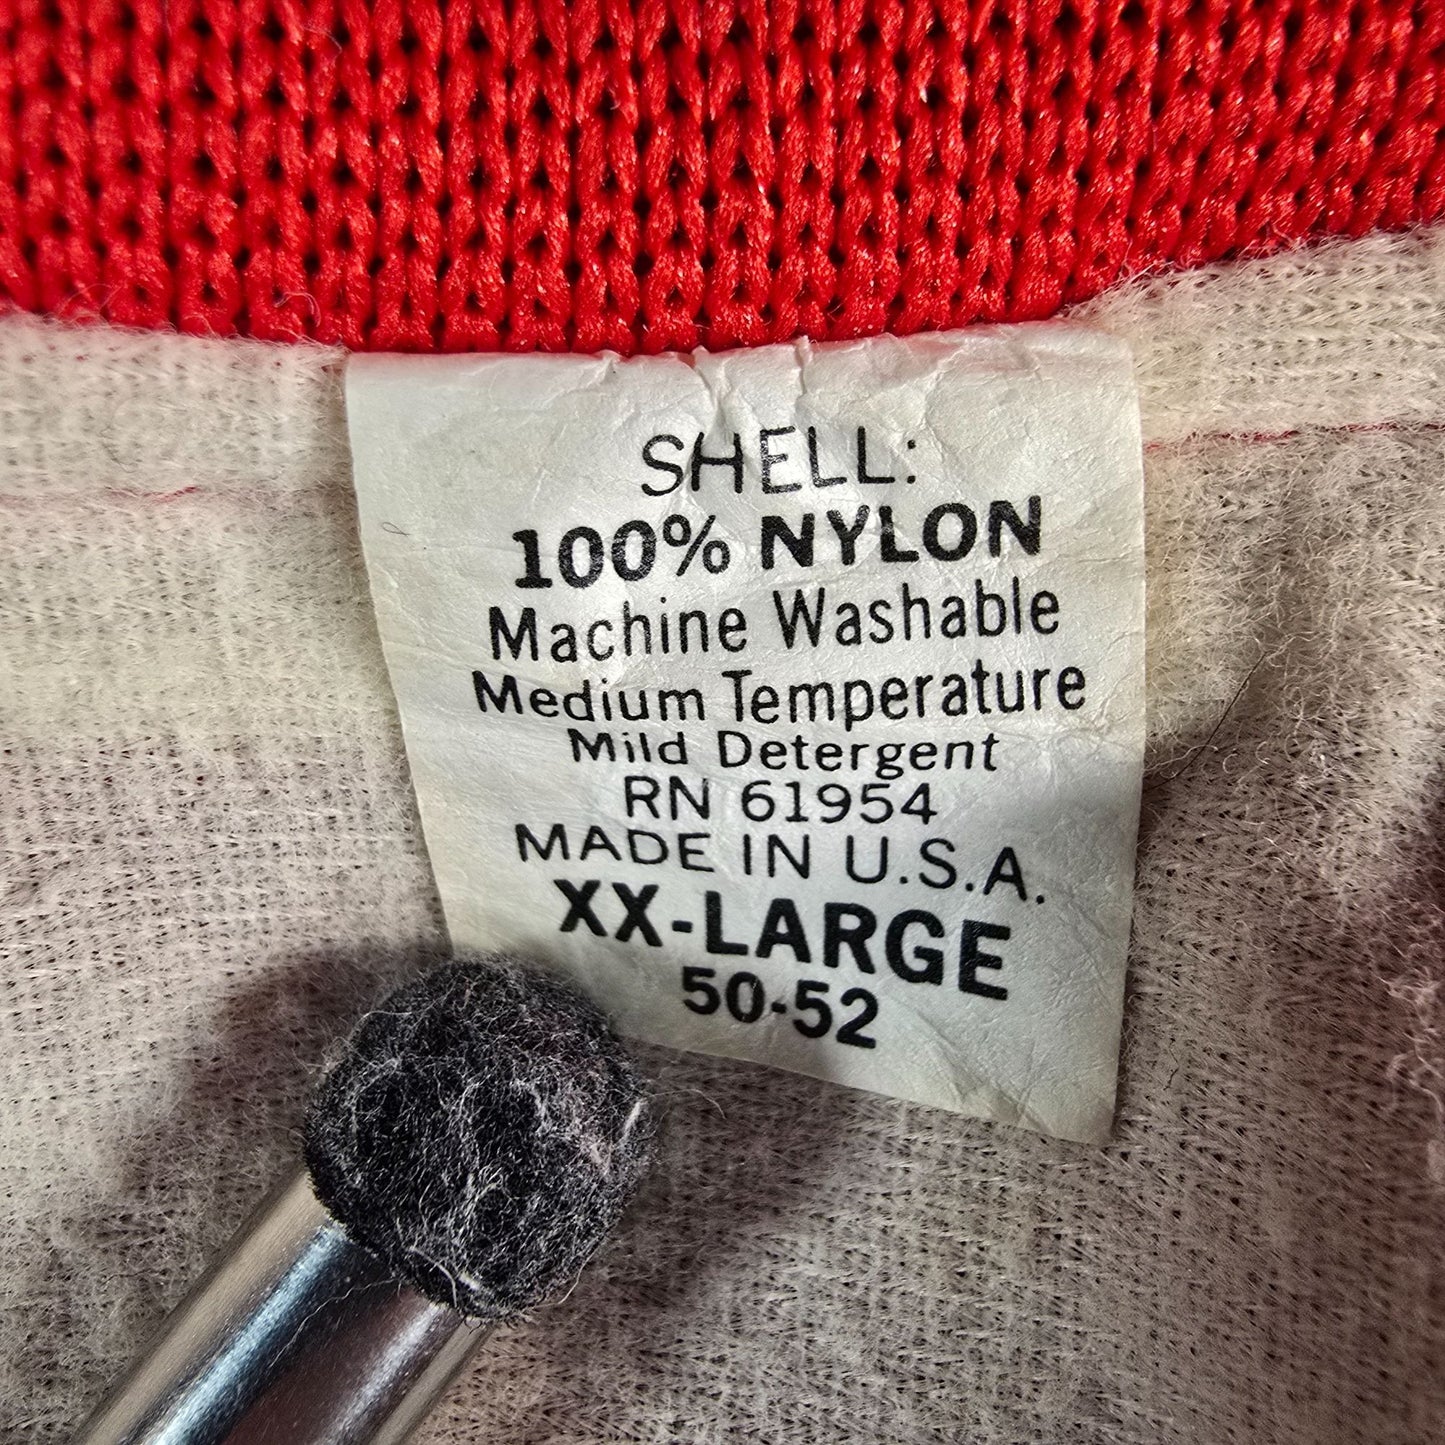 SHELL:
100% NYLON
Machine Washable
Medium Temperature
Mild Detergent
RN 61954
MADE IN U.S.A.
XX-LARGE
50-52